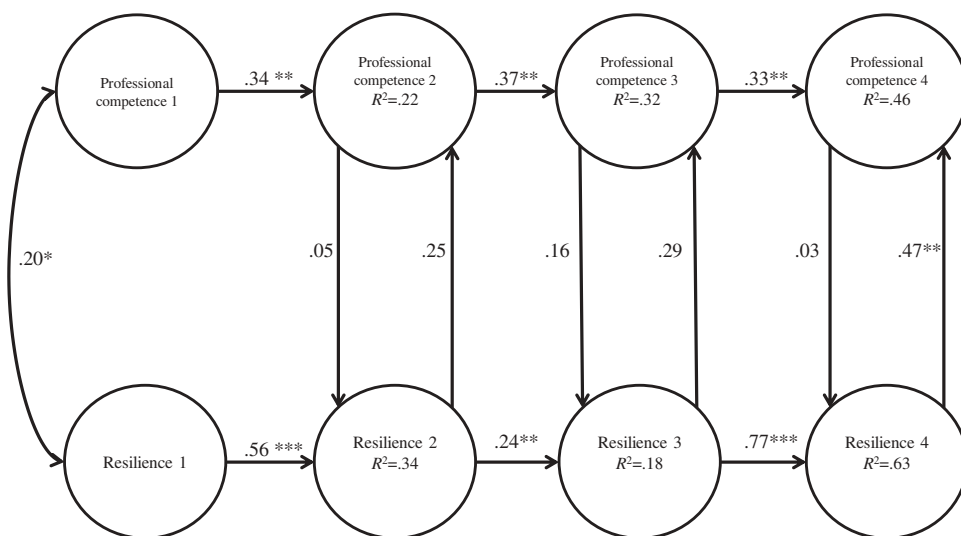 Professional
competence 1
.34 **
Professional
competence 2
R²=.22
.37**
Professional
competence 3
R²=.32
.33**
Professional
competence 4
R²=.46
.20*
.05
.25
.16
.29
.03
.47**
Resilience 1
.56 ***
Resilience 2
R²=.34
.24**
Resilience 3
R²=.18
.77***
Resilience 4
R²=.63